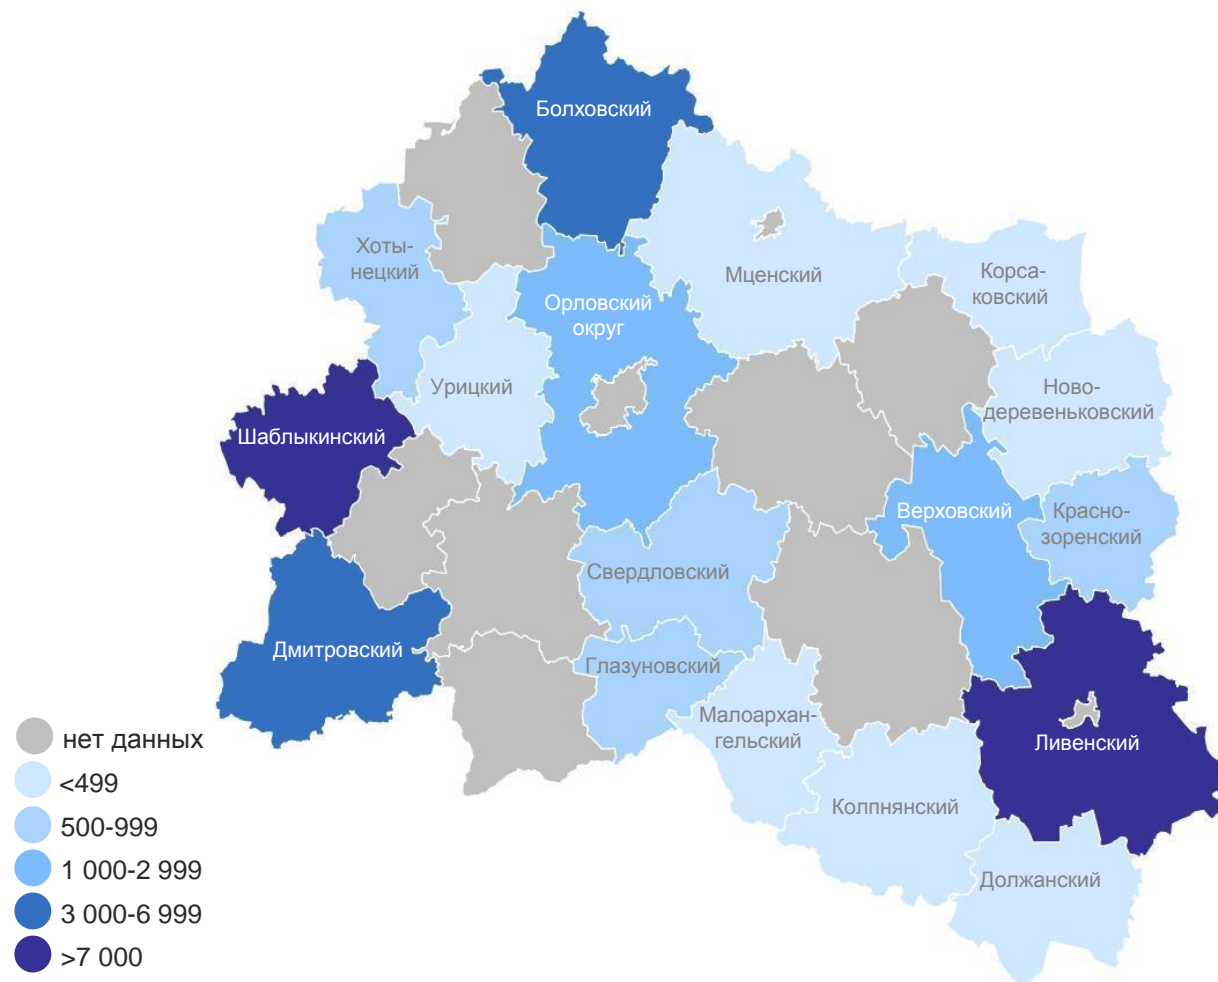 Болховский
Хоты-
нецкий
Мценский
Корса-
ковский
Орловский
округ
Урицкий
Ново-
деревеньковский
Шаблыкинский
Верховский
Красно-
зоренский
Свердловский
Дмитровский
Глазуновский
Малоархан-
гельский
Ливенский
Колпнянский
Должанский
нет данных
<499
500-999
1 000-2 999
3 000-6 999
>7 000